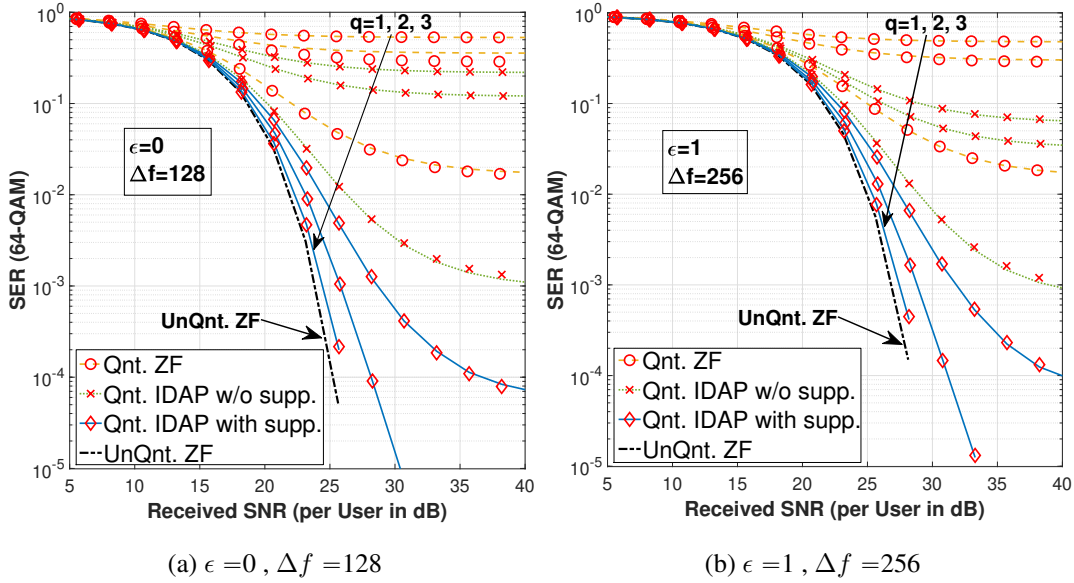 q=1, 2, 3
ϵ=0
Δf=128
UnQnt. ZF
Qnt. ZF
Qnt. IDAP w/o supp.
Qnt. IDAP with supp.
UnQnt. ZF
SER (64-QAM)
10^0
10^-1
10^-2
10^-3
10^-4
10^-5
5 10 15 20 25 30 35 40
Received SNR (per User in dB)
(a) ϵ =0 , Δf =128
q=1, 2, 3
ϵ=1
Δf=256
UnQnt. ZF
Qnt. ZF
Qnt. IDAP w/o supp.
Qnt. IDAP with supp.
UnQnt. ZF
SER (64-QAM)
10^0
10^-1
10^-2
10^-3
10^-4
10^-5
5 10 15 20 25 30 35 40
Received SNR (per User in dB)
(b) ϵ =1 , Δf =256